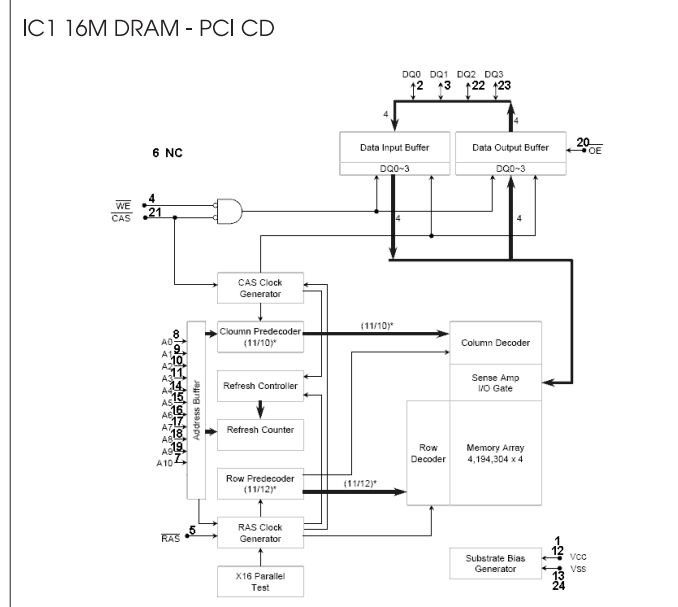 IC1 16M DRAM - PCI CD
DQ0 DQ1 DQ2 DQ3
2 3 22 23
4
4
6 NC
Data Input Buffer
DQ0~3
Data Output Buffer
DQ0~3
20
OE
WE 4
CAS 21
4
4
CAS Clock
Generator
Cloumn Predecoder
(11/10)*
(11/10)*
Column Decoder
Sense Amp
I/O Gate
Refresh Controller
Refresh Counter
Address Buffer
A0 8
A1 9
A2 10
A3 11
A4 14
A5 15
A6 16
A7 17
A8 18
A9 19
A10 7
Row Predecoder
(11/12)*
(11/12)*
Row
Decoder
Memory Array
4,194,304 x 4
RAS 5
RAS Clock
Generator
X16 Parallel
Test
Substrate Bias
Generator
1
12
VCC
VSS
13
24